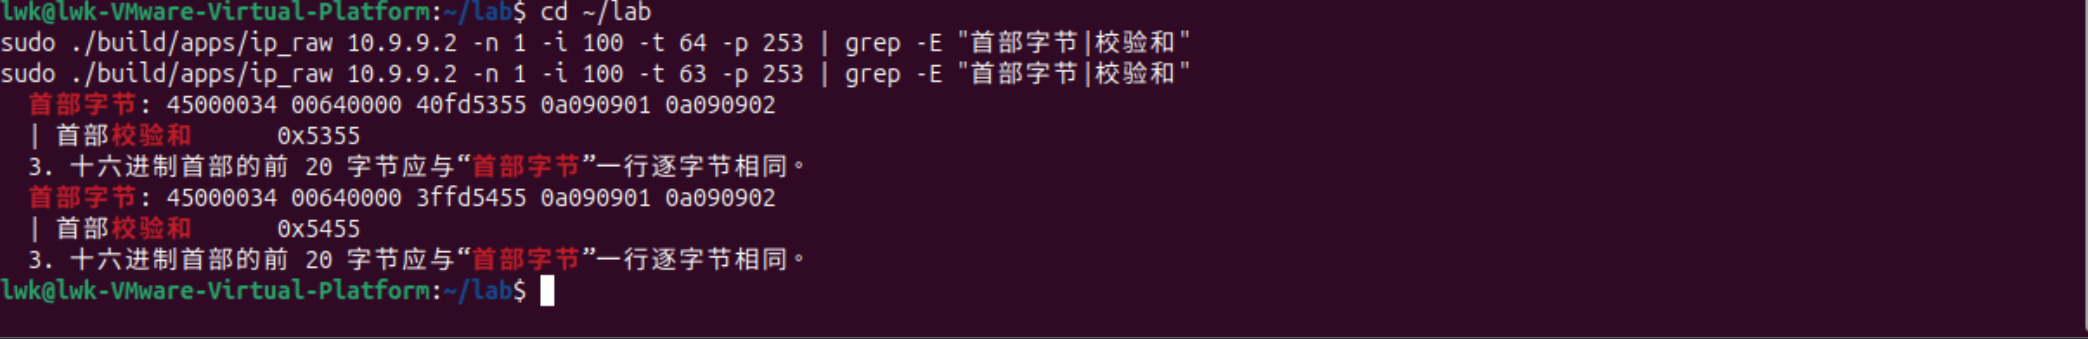 lwk@lwk-VMware-Virtual-Platform:~/lab$ cd ~/lab
sudo ./build/apps/ip_raw 10.9.9.2 -n 1 -i 100 -t 64 -p 253 | grep -E "首部字节|校验和"
sudo ./build/apps/ip_raw 10.9.9.2 -n 1 -i 100 -t 63 -p 253 | grep -E "首部字节|校验和"
  首部字节: 45000034 00640000 40fd5355 0a090901 0a090902
  | 首部校验和      0x5355
  3. 十六进制首部的前 20 字节应与“首部字节”一行逐字节相同。
  首部字节: 45000034 00640000 3ffd5455 0a090901 0a090902
  | 首部校验和      0x5455
  3. 十六进制首部的前 20 字节应与“首部字节”一行逐字节相同。
lwk@lwk-VMware-Virtual-Platform:~/lab$